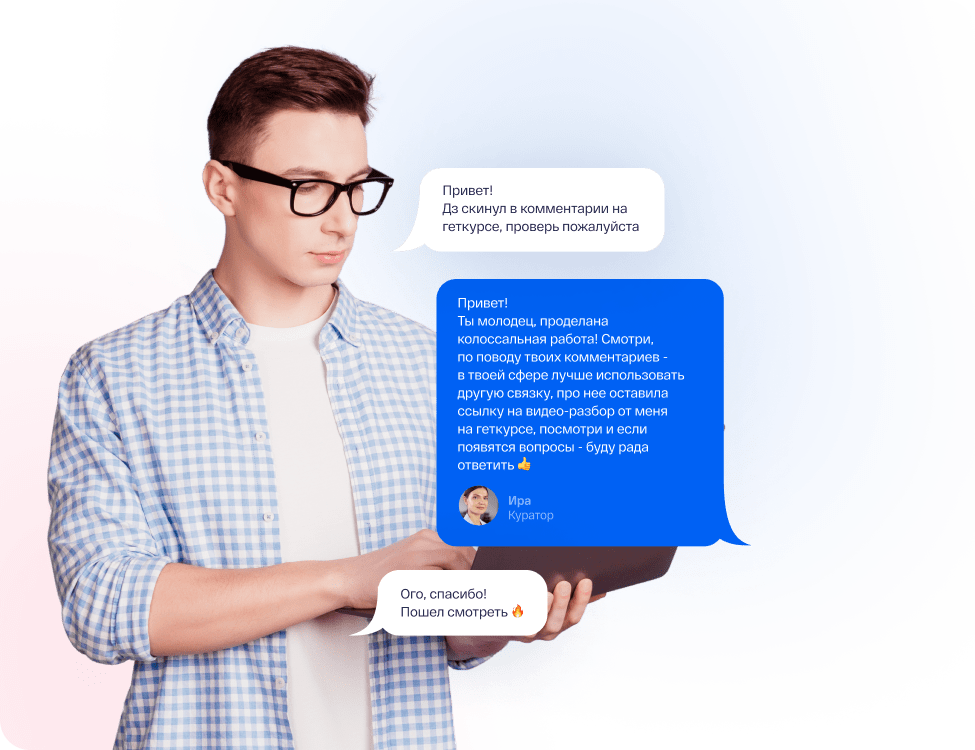 Привет!
Дз скинул в комментарии на
геткурсе, проверь пожалуйста
Привет!
Ты молодец, проделана
колоссальная работа! Смотри,
по поводу твоих комментариев -
в твоей сфере лучше использовать
другую связку, про нее оставила
ссылку на видео-разбор от меня
на геткурсе, посмотри и если
появятся вопросы - буду рада
ответить 👍
Ира
Куратор
Ого, спасибо!
Пошел смотреть 🔥